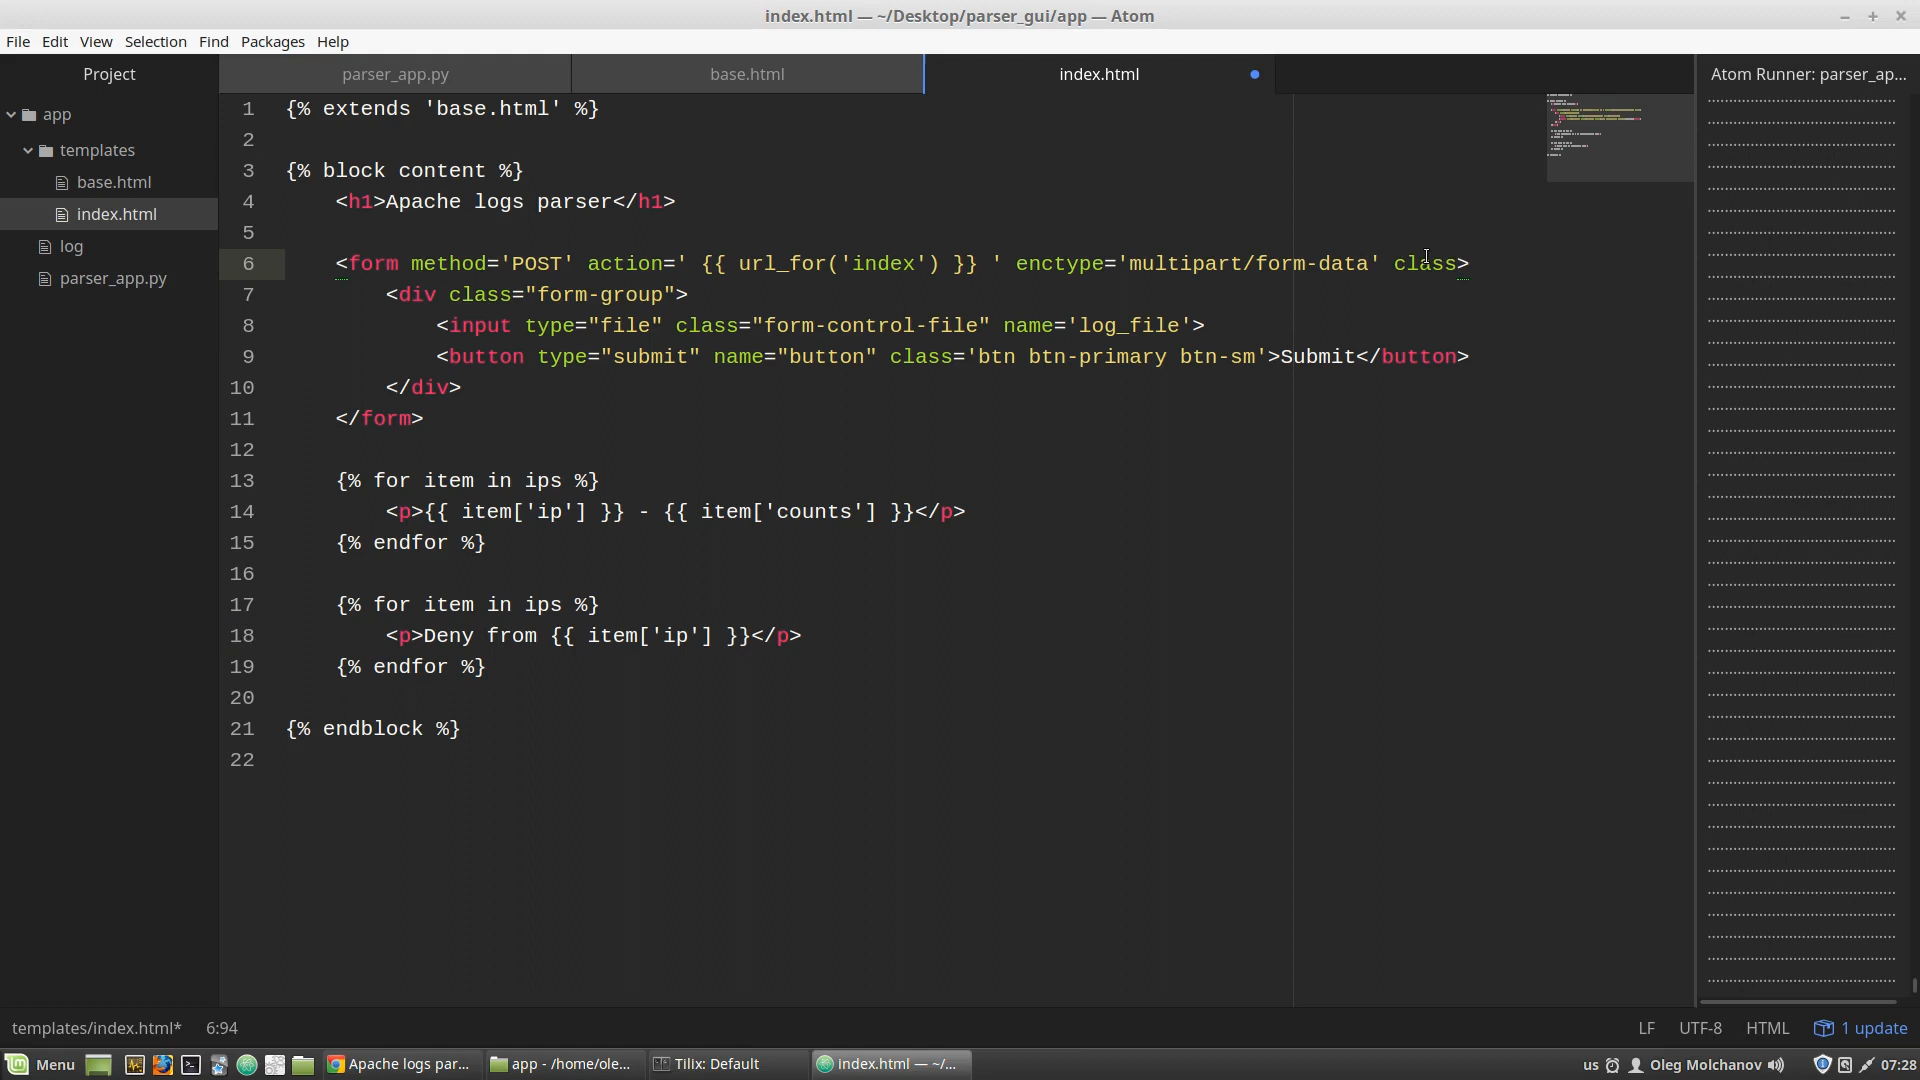 index.html — ~/Desktop/parser_gui/app — Atom
File Edit View Selection Find Packages Help
Project
parser_app.py
base.html
index.html
Atom Runner: parser_ap...
app
templates
base.html
index.html
log
parser_app.py
1 {% extends 'base.html' %}
2
3 {% block content %}
4 <h1>Apache logs parser</h1>
5
6 <form method='POST' action=' {{ url_for('index') }} ' enctype='multipart/form-data' class>
7 <div class="form-group">
8 <input type="file" class="form-control-file" name='log_file'>
9 <button type="submit" name="button" class='btn btn-primary btn-sm'>Submit</button>
10 </div>
11 </form>
12
13 {% for item in ips %}
14 <p>{{ item['ip'] }} - {{ item['counts'] }}</p>
15 {% endfor %}
16
17 {% for item in ips %}
18 <p>Deny from {{ item['ip'] }}</p>
19 {% endfor %}
20
21 {% endblock %}
22
templates/index.html* 6:94
LF UTF-8 HTML 1 update
Menu
Apache logs par...
app - /home/ole...
Tilix: Default
index.html — ~/...
us
Oleg Molchanov
07:28